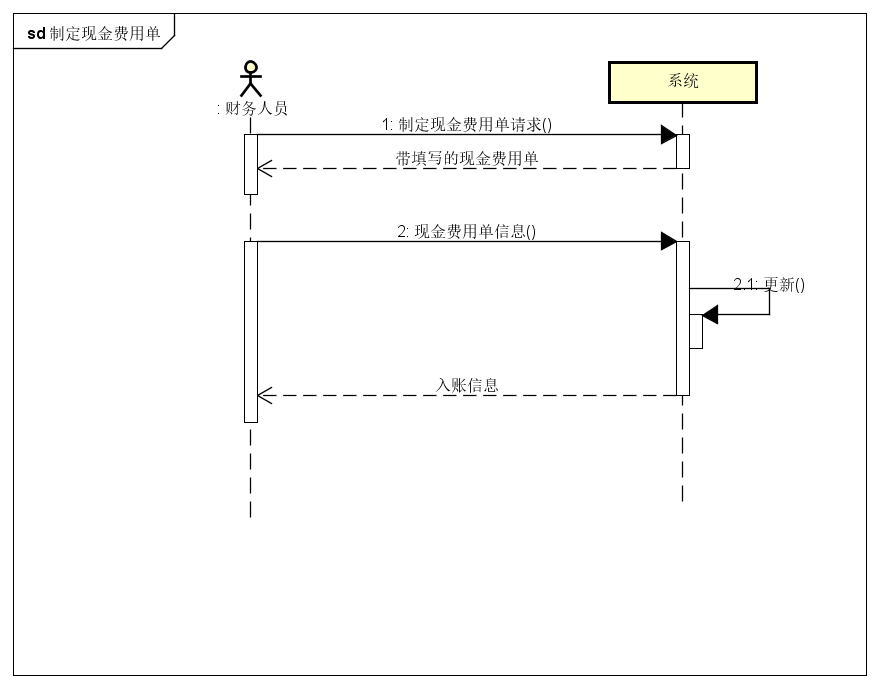 sd 制定现金费用单
系统
: 财务人员
1: 制定现金费用单请求()
带填写的现金费用单
2: 现金费用单信息()
2.1: 更新()
入账信息